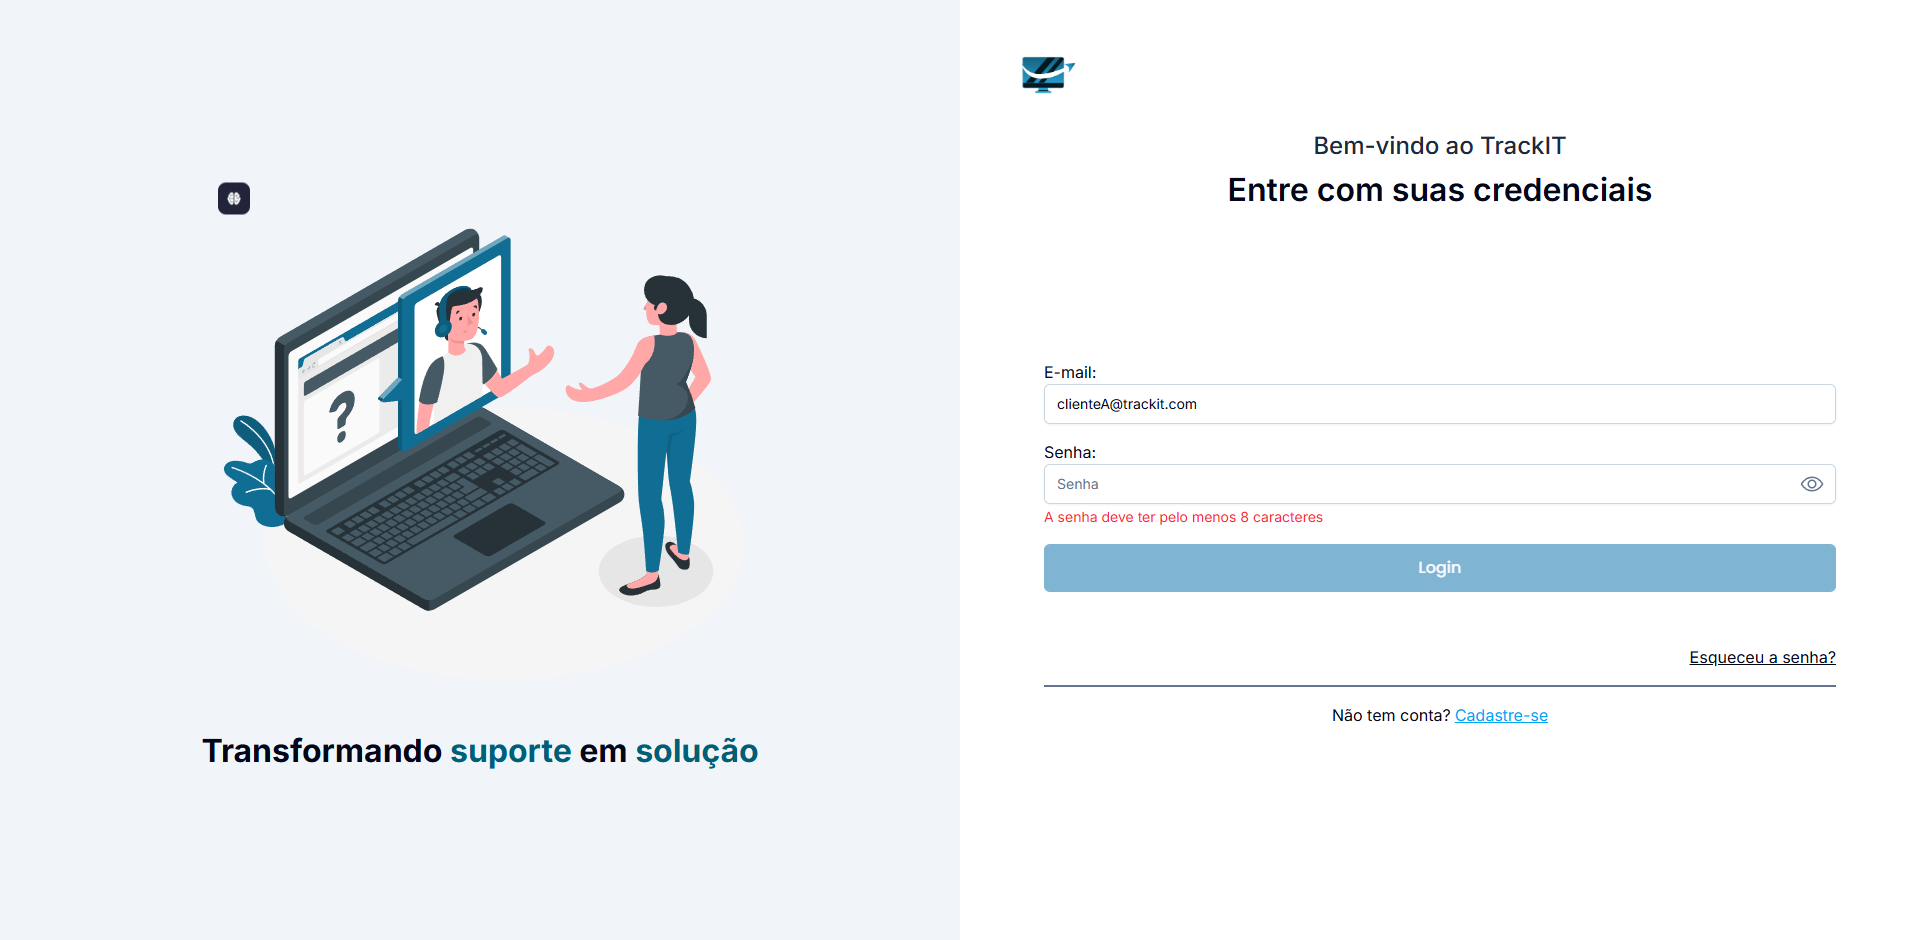 ?
Transformando suporte em solução
Bem-vindo ao TrackIT
Entre com suas credenciais
E-mail:
clienteA@trackit.com
Senha:
Senha
A senha deve ter pelo menos 8 caracteres
Login
Esqueceu a senha?
Não tem conta? Cadastre-se